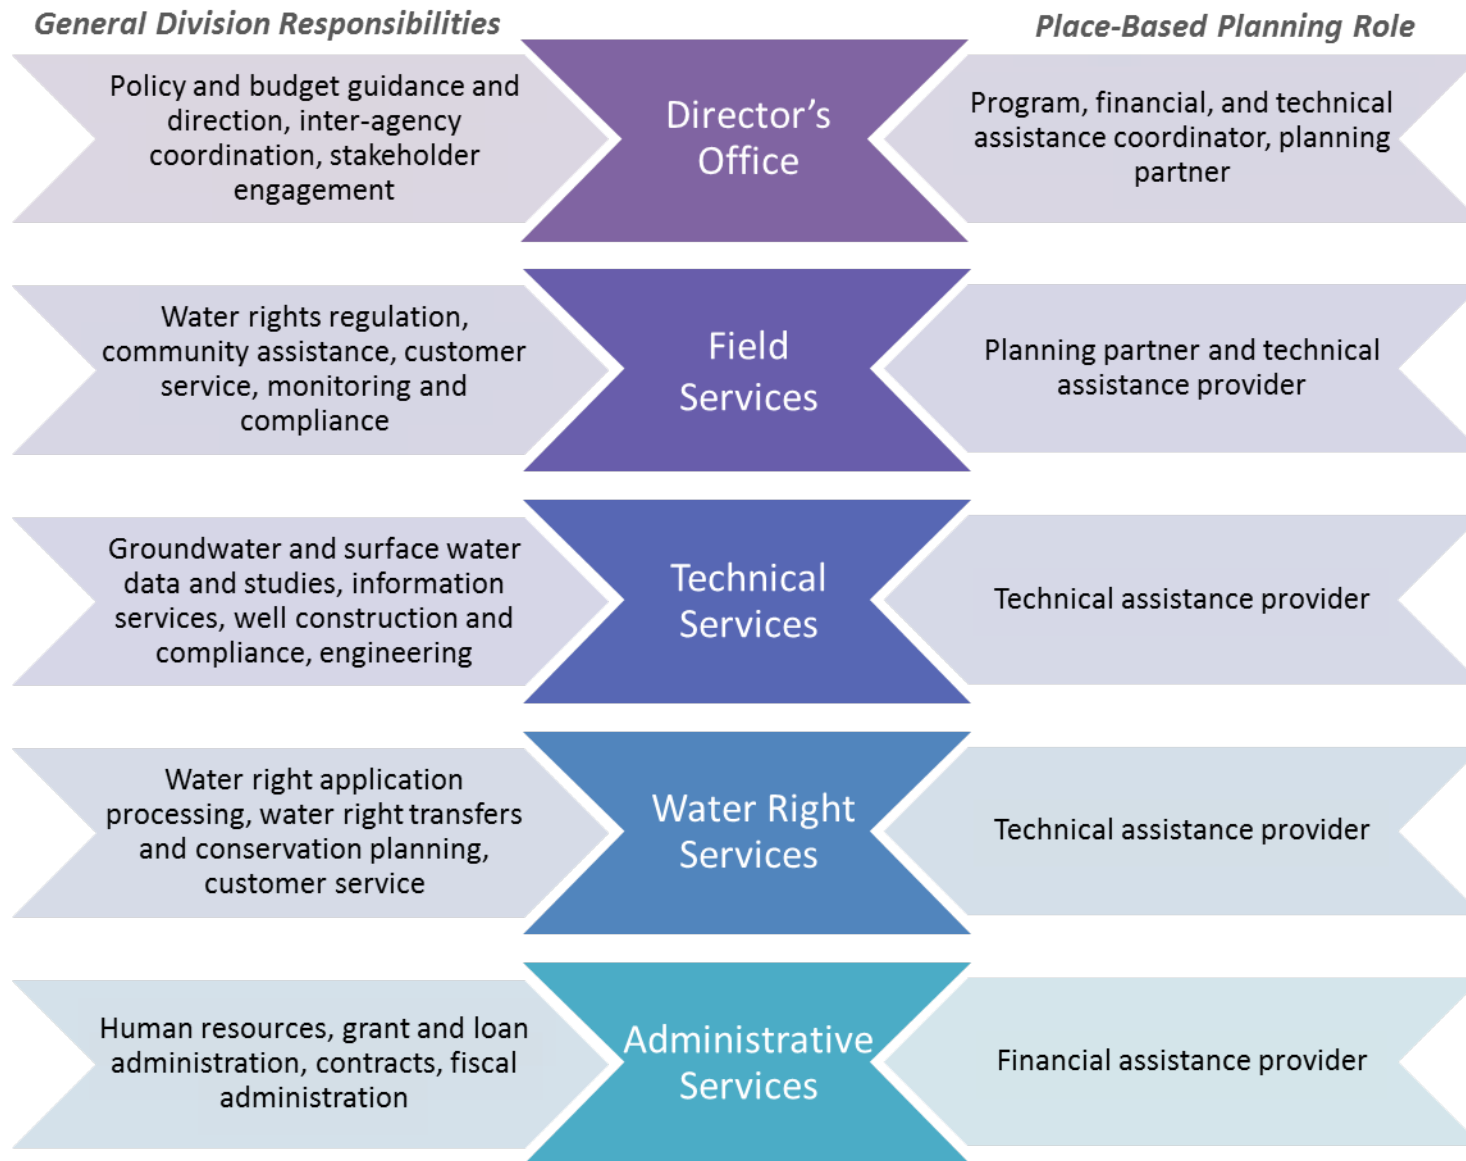 General Division Responsibilities
Place-Based Planning Role
Policy and budget guidance and
direction, inter-agency
coordination, stakeholder
engagement
Director’s
Office
Program, financial, and technical
assistance coordinator, planning
partner
Water rights regulation,
community assistance, customer
service, monitoring and
compliance
Field
Services
Planning partner and technical
assistance provider
Groundwater and surface water
data and studies, information
services, well construction and
compliance, engineering
Technical
Services
Technical assistance provider
Water right application
processing, water right transfers
and conservation planning,
customer service
Water Right
Services
Technical assistance provider
Human resources, grant and loan
administration, contracts, fiscal
administration
Administrative
Services
Financial assistance provider